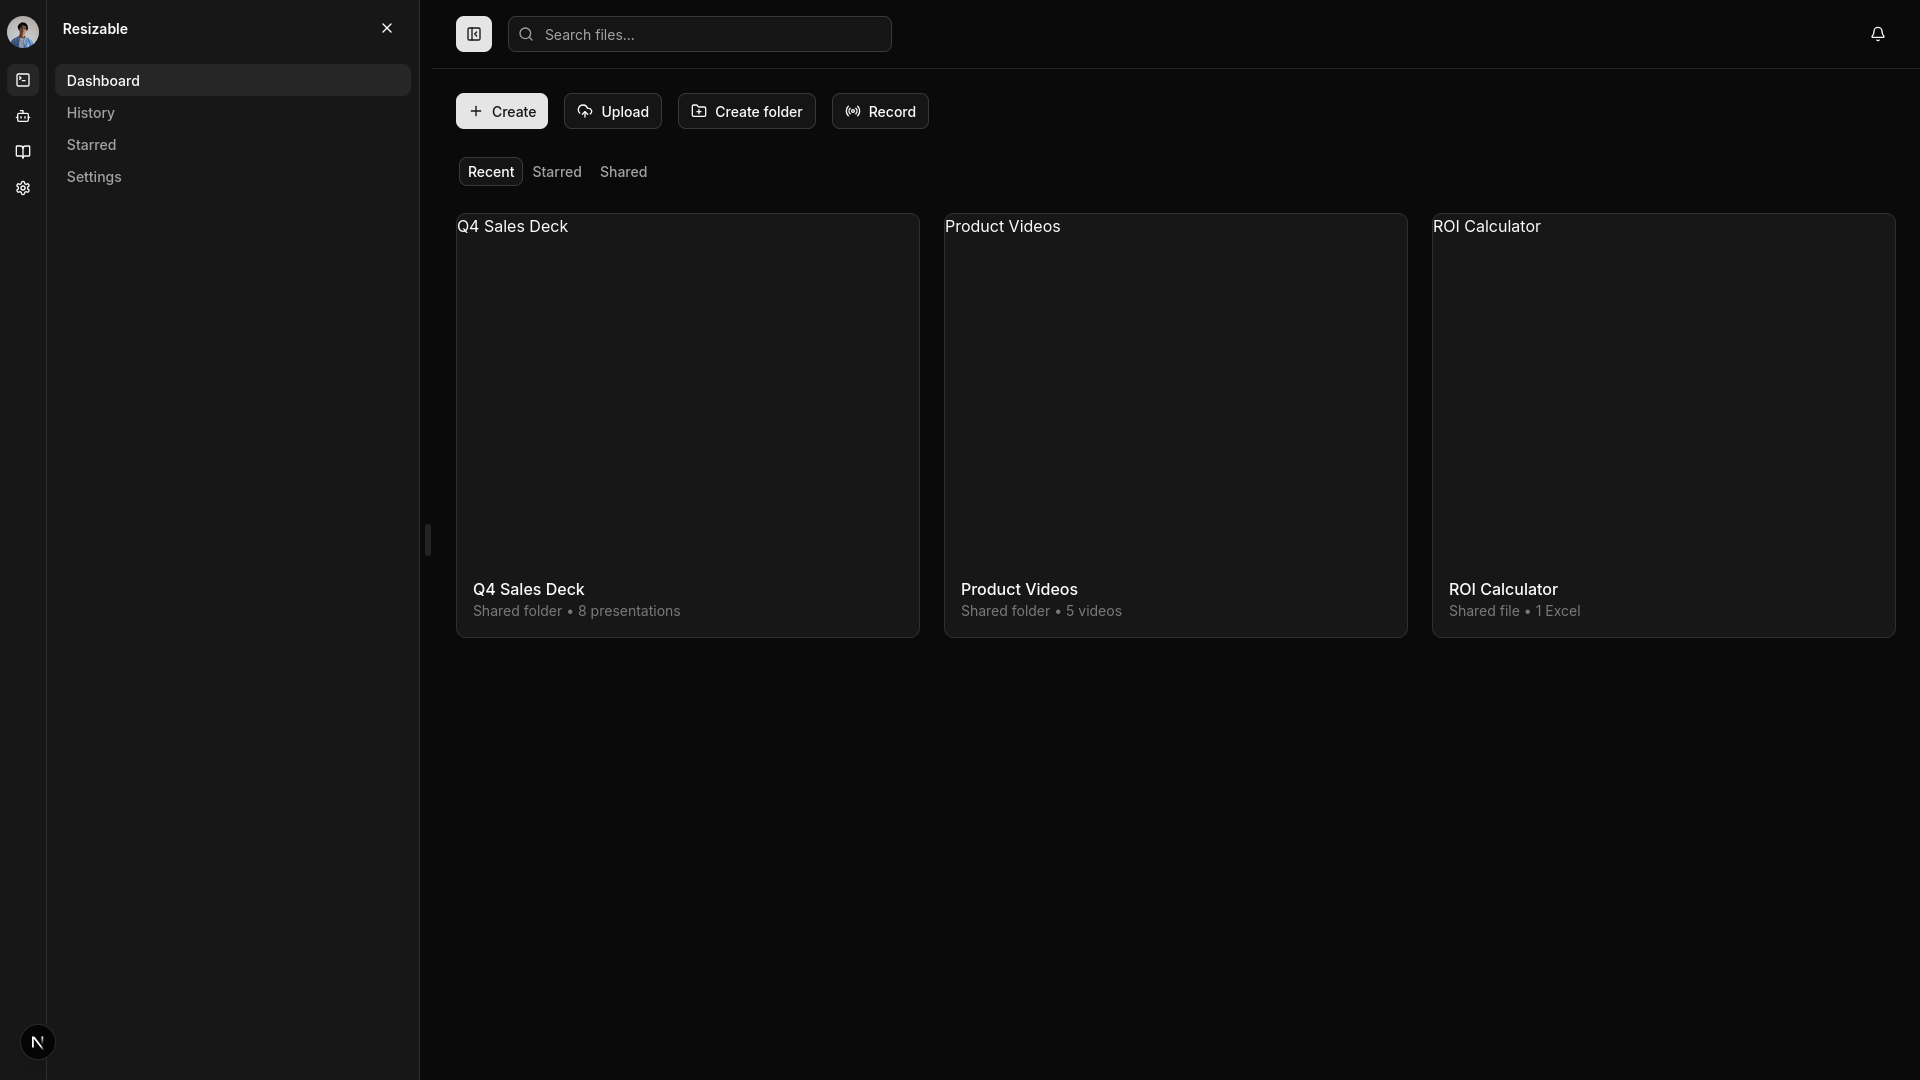 Resizable
Dashboard
History
Starred
Settings
Search files...
Create
Upload
Create folder
Record
Recent
Starred
Shared
Q4 Sales Deck
Q4 Sales Deck
Shared folder • 8 presentations
Product Videos
Product Videos
Shared folder • 5 videos
ROI Calculator
ROI Calculator
Shared file • 1 Excel
N